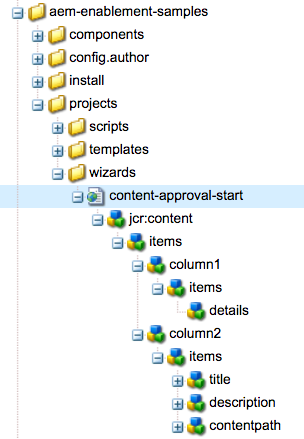 aem-enablement-samples
components
config.author
install
projects
scripts
templates
wizards
content-approval-start
jcr:content
items
column1
items
details
column2
items
title
description
contentpath